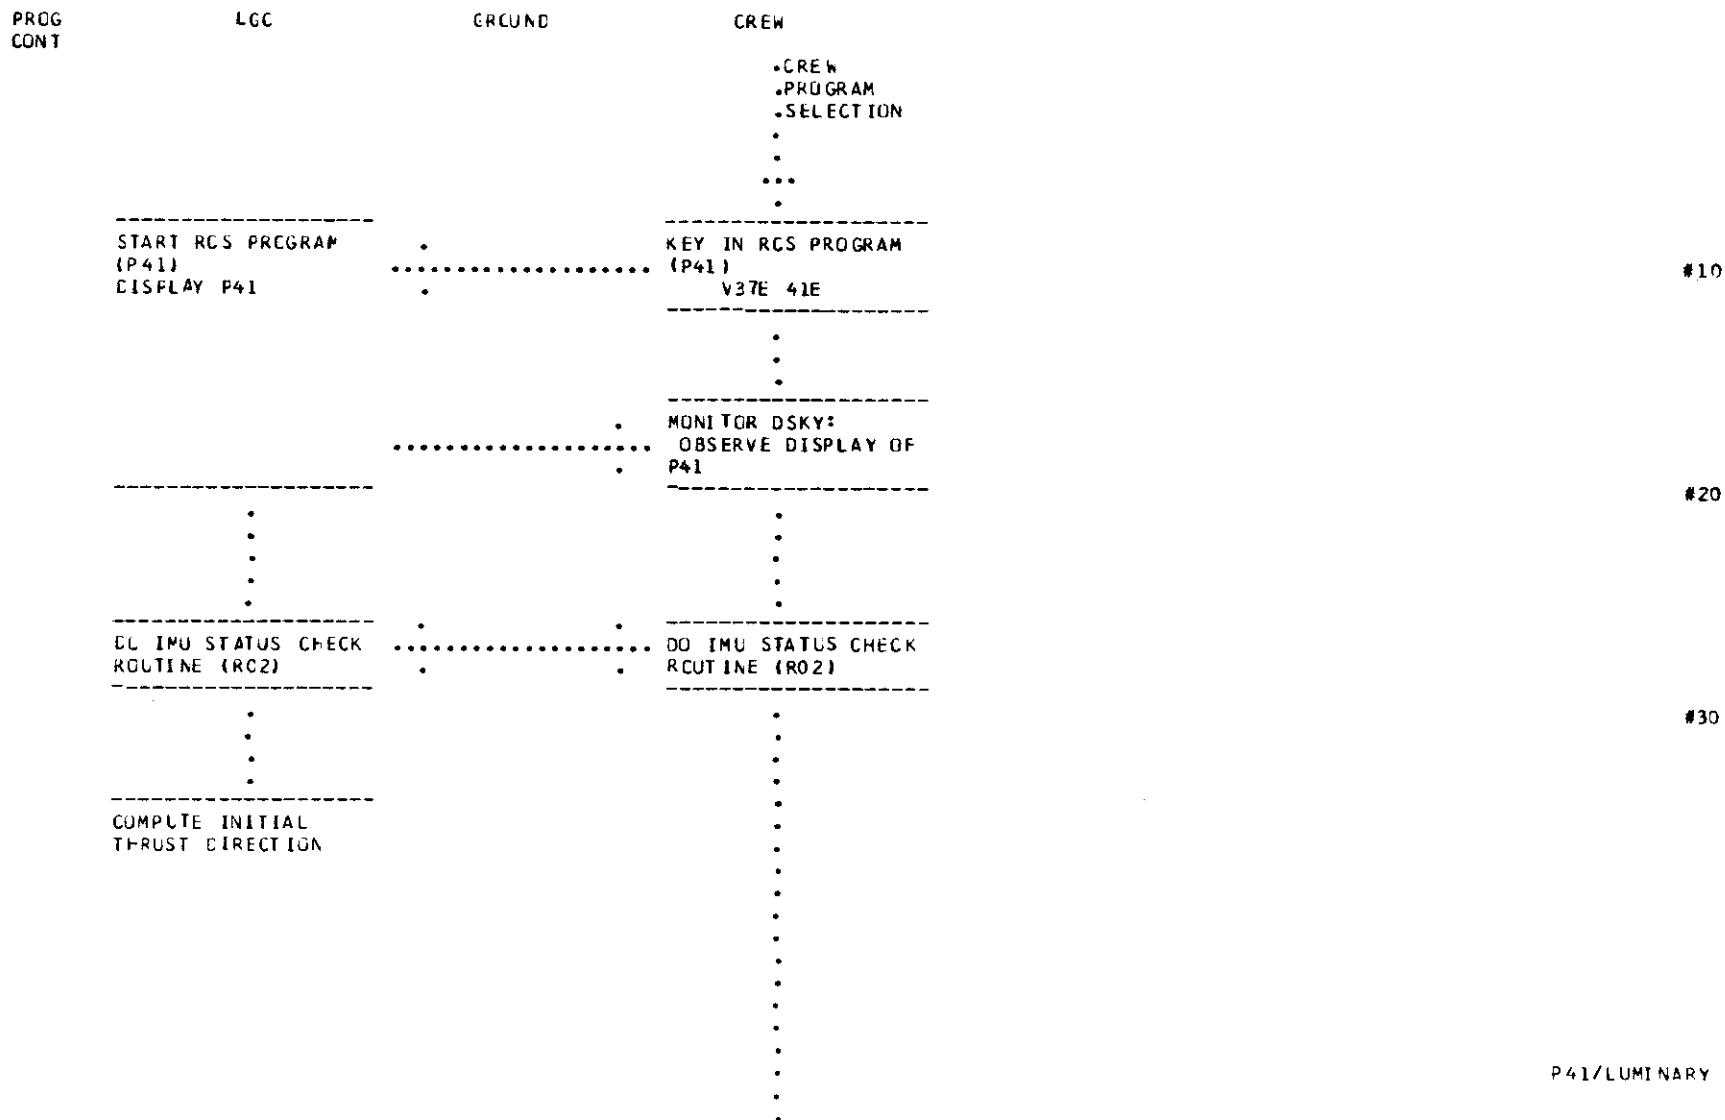 PROG LGC GROUND CREW
CONT
.CREW
.PROGRAM
.SELECTION
START RCS PROGRAM KEY IN RCS PROGRAM
(P41) (P41) #10
DISPLAY P41 V37E 41E
MONITOR DSKY:
OBSERVE DISPLAY OF
P41
#20
DO IMU STATUS CHECK DO IMU STATUS CHECK
ROUTINE (R02) ROUTINE (R02)
#30
COMPUTE INITIAL
THRUST DIRECTION
P41/LUMINARY